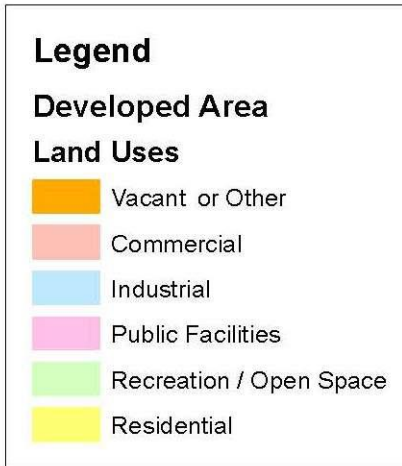 Legend
Developed Area
Land Uses
Vacant or Other
Commercial
Industrial
Public Facilities
Recreation / Open Space
Residential